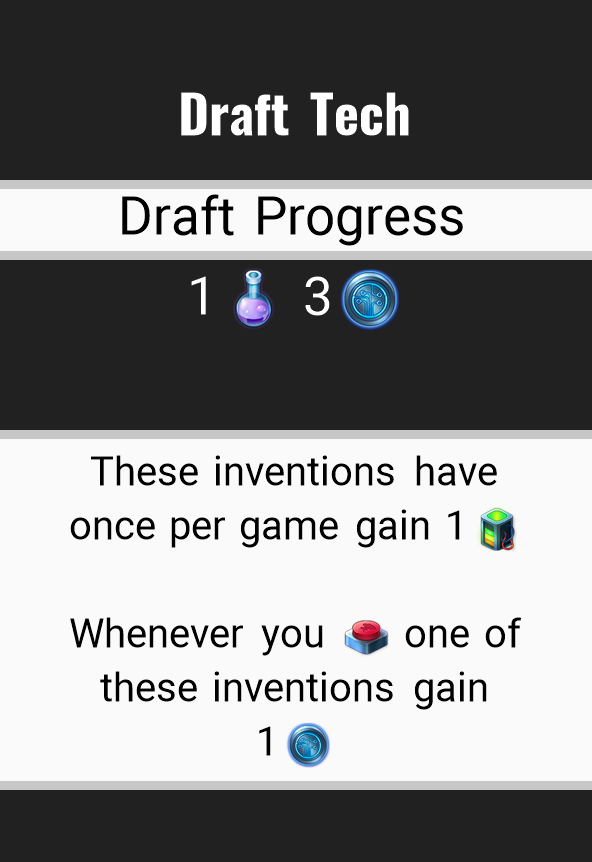 Draft Tech
Draft Progress
1 3
These inventions have
once per game gain 1
Whenever you one of
these inventions gain
1